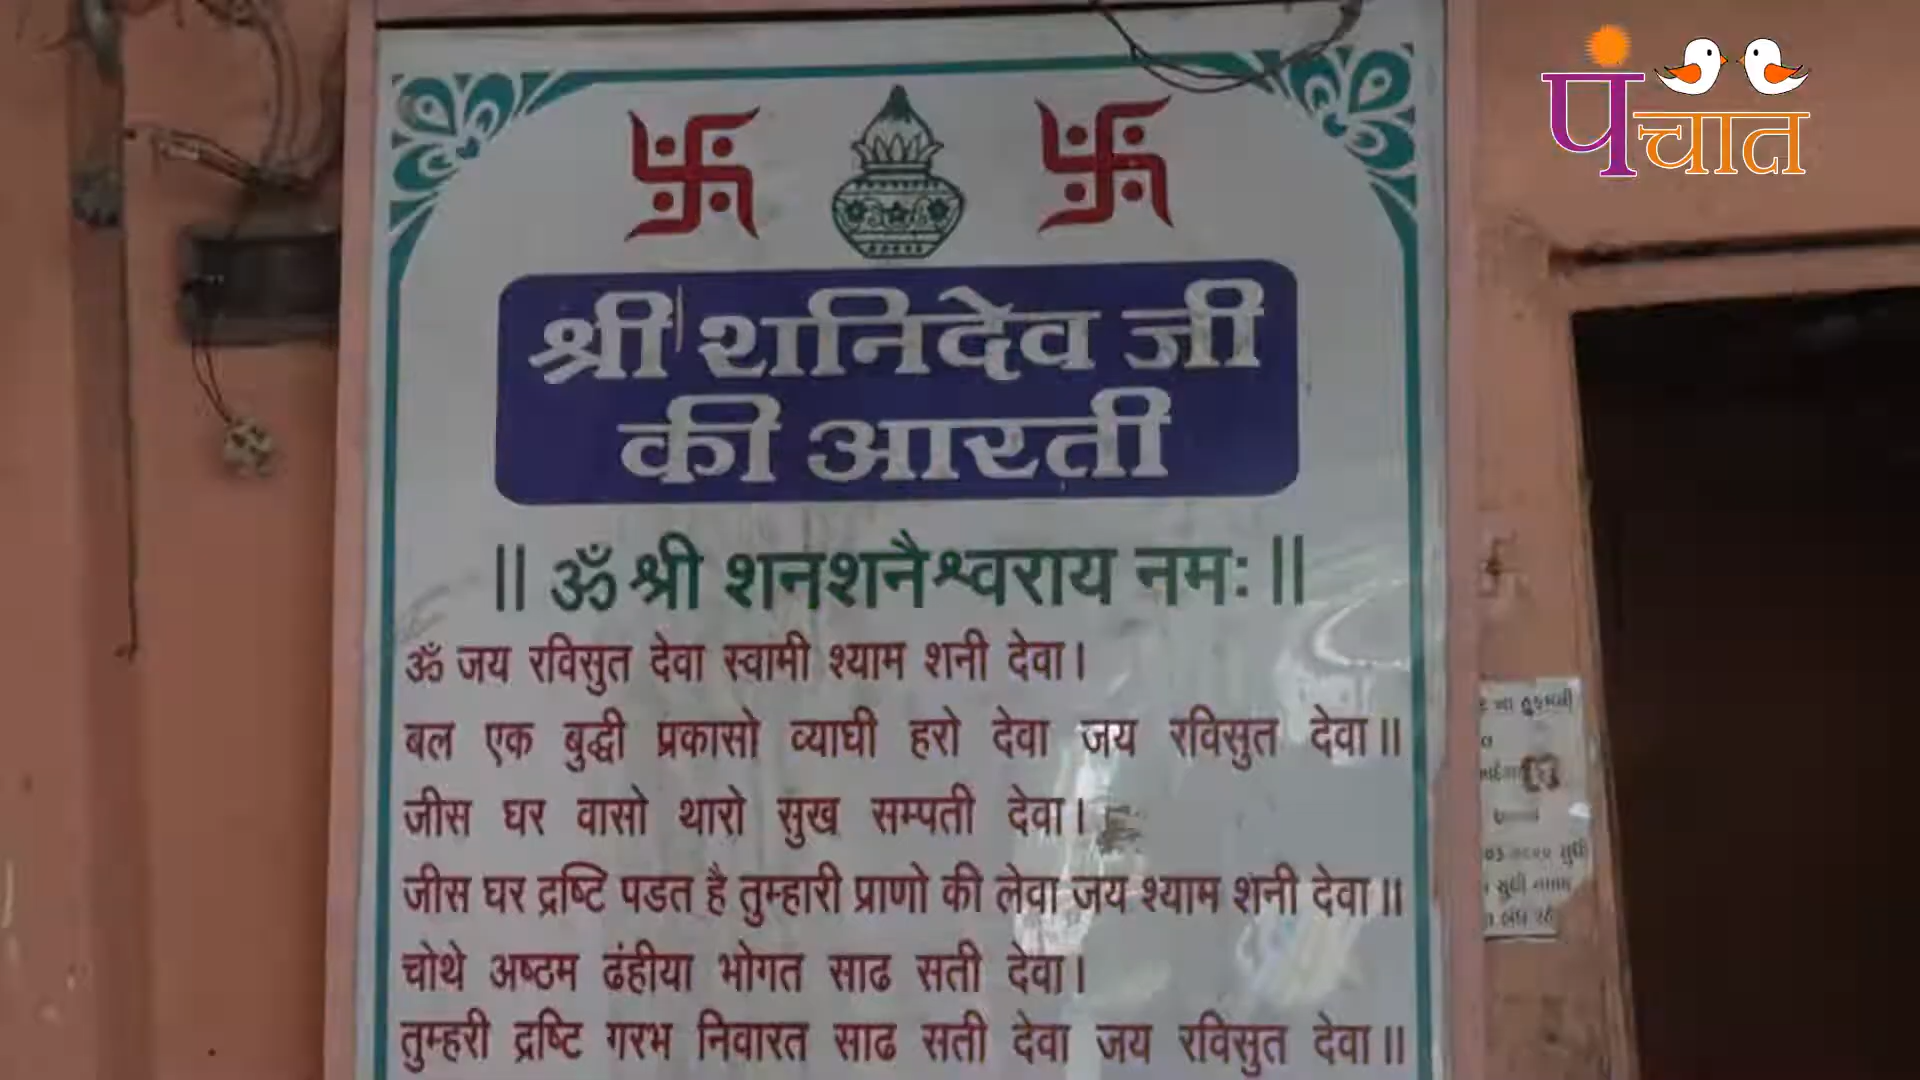 पंचात
श्री शनिदेव जी
की आरती
|| ॐ श्री शनशनैश्वराय नमः ||
ॐ जय रविसुत देवा स्वामी श्याम शनी देवा।
बल एक बुद्धी प्रकासो व्याघी हरो देवा जय रविसुत देवा॥
जीस घर वासो थारो सुख सम्पती देवा।
जीस घर द्रष्टि पडत है तुम्हारी प्राणो की लेवा जय श्याम शनी देवा॥
चोथे अष्ठम ढंहीया भोगत साढ सती देवा।
तुम्हरी द्रष्टि गरभ निवारत साढ सती देवा जय रविसुत देवा॥
સુધી
સુધી